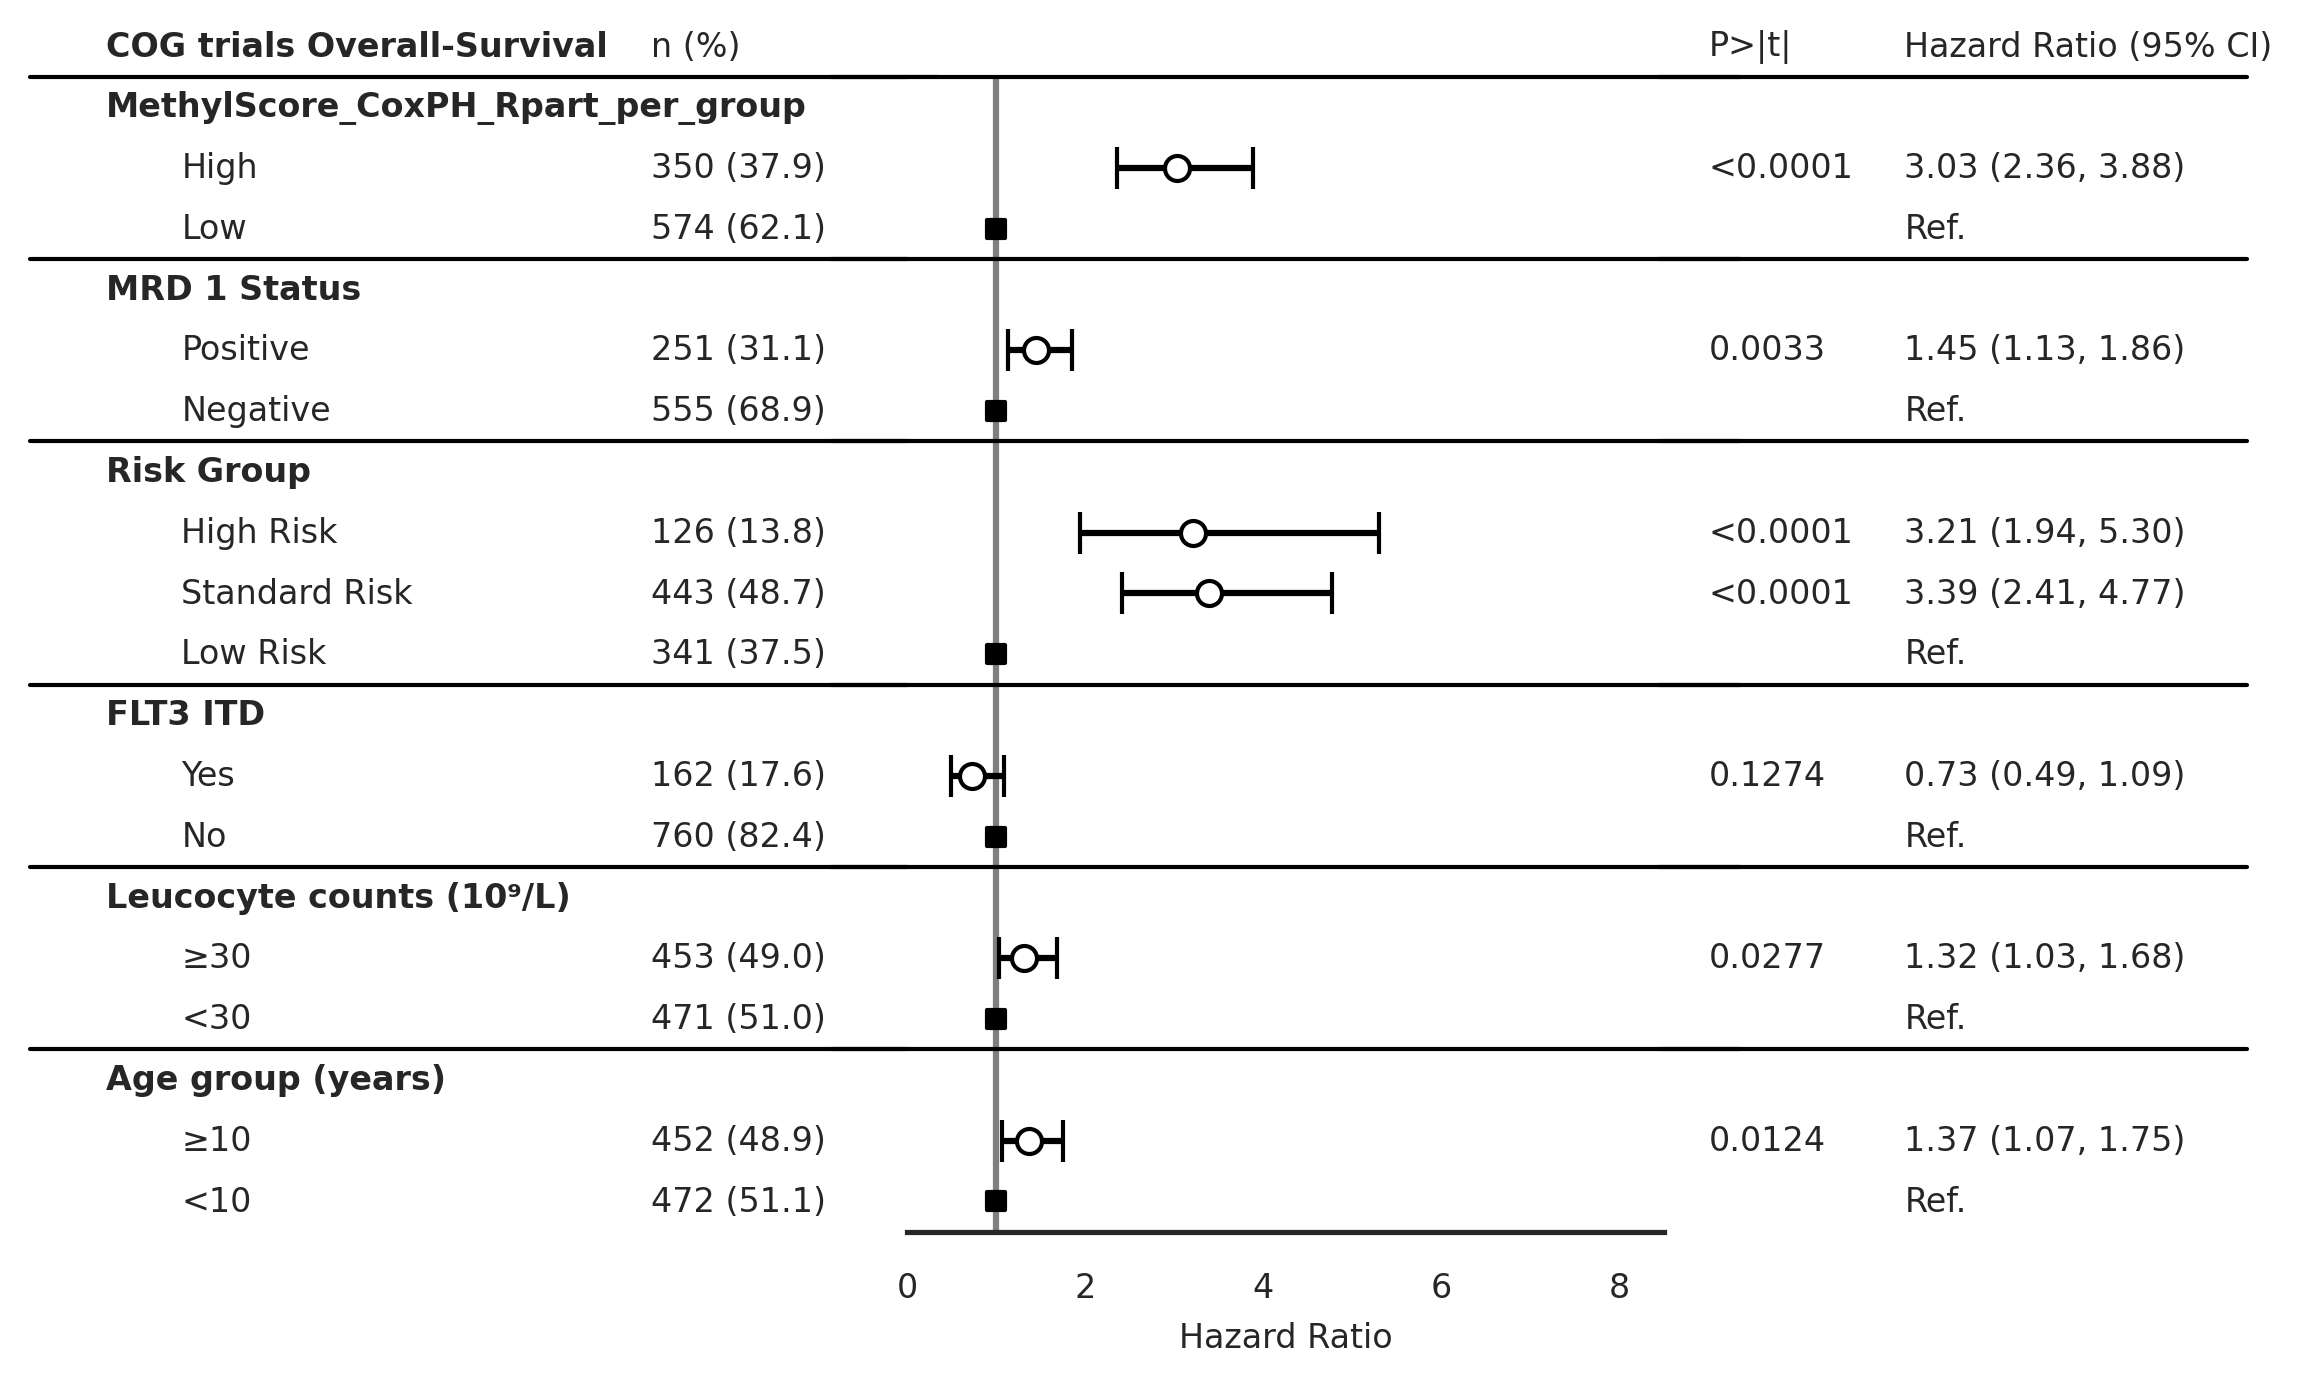 COG trials Overall-Survival n (%) P>|t| Hazard Ratio (95% CI)
MethylScore_CoxPH_Rpart_per_group
High 350 (37.9) <0.0001 3.03 (2.36, 3.88)
Low 574 (62.1) Ref.
MRD 1 Status
Positive 251 (31.1) 0.0033 1.45 (1.13, 1.86)
Negative 555 (68.9) Ref.
Risk Group
High Risk 126 (13.8) <0.0001 3.21 (1.94, 5.30)
Standard Risk 443 (48.7) <0.0001 3.39 (2.41, 4.77)
Low Risk 341 (37.5) Ref.
FLT3 ITD
Yes 162 (17.6) 0.1274 0.73 (0.49, 1.09)
No 760 (82.4) Ref.
Leucocyte counts (10⁹/L)
≥30 453 (49.0) 0.0277 1.32 (1.03, 1.68)
<30 471 (51.0) Ref.
Age group (years)
≥10 452 (48.9) 0.0124 1.37 (1.07, 1.75)
<10 472 (51.1) Ref.
0 2 4 6 8
Hazard Ratio